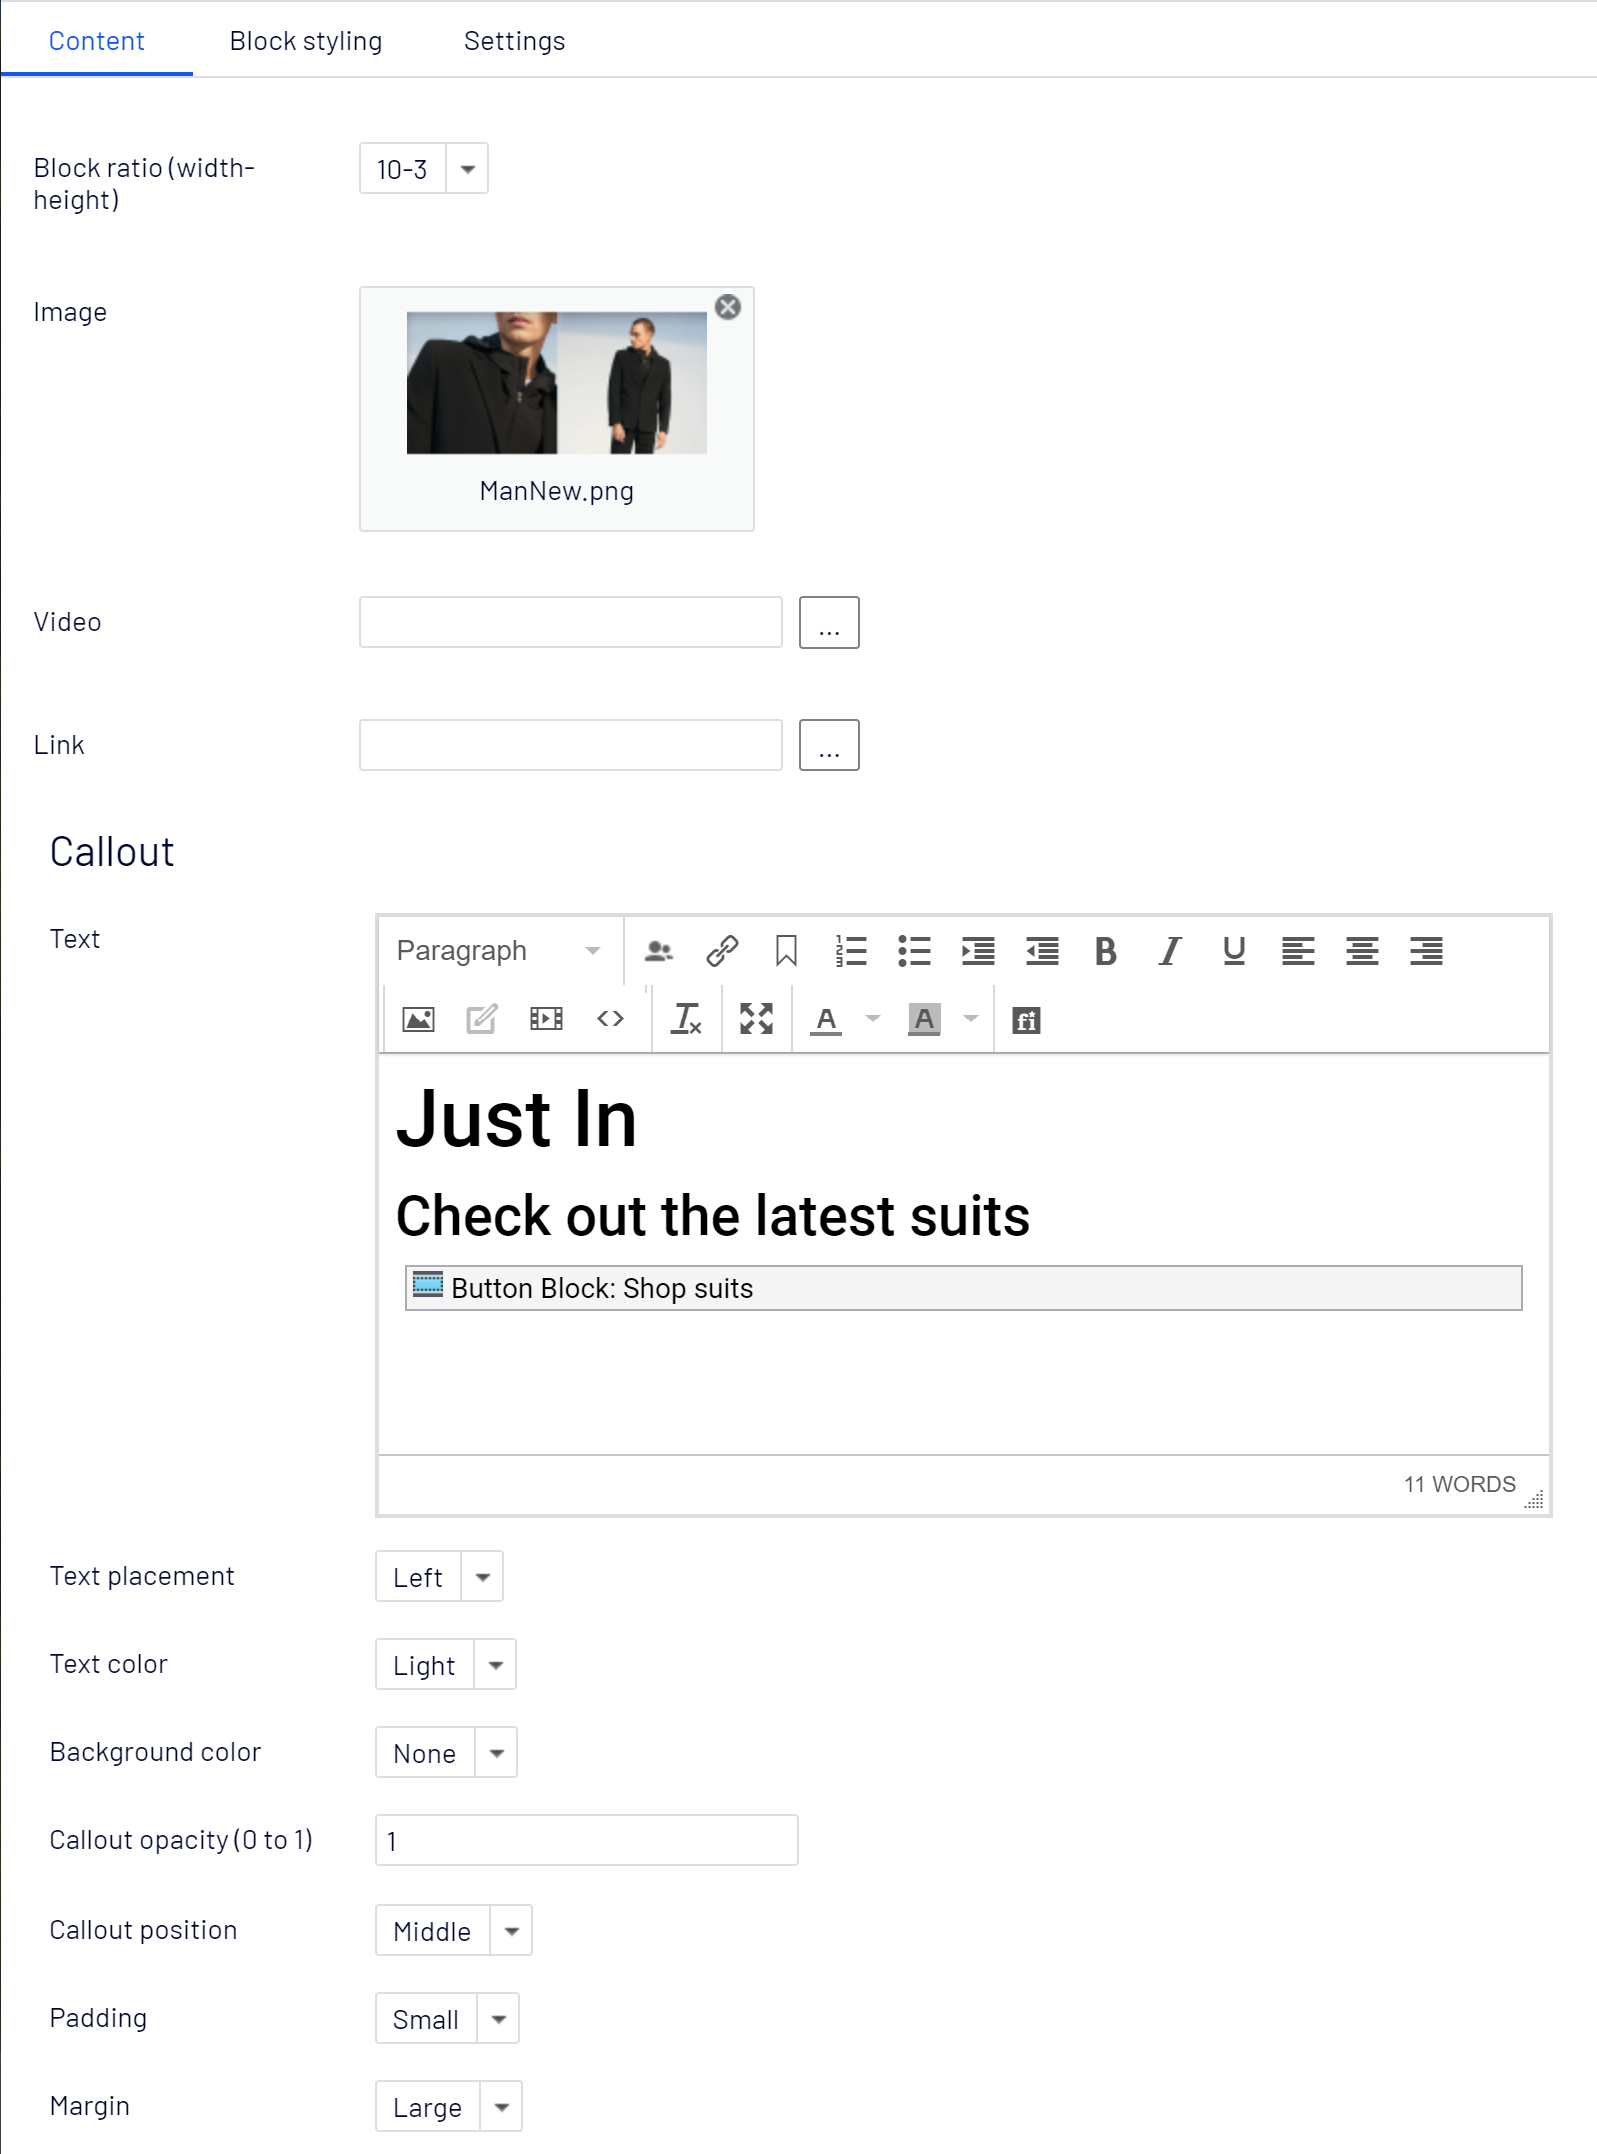 Content Block styling Settings
Block ratio (width-
height)
10-3
Image
ManNew.png
Video
...
Link
...
Callout
Text
Paragraph
Just In
Check out the latest suits
Button Block: Shop suits
11 WORDS
Text placement Left
Text color Light
Background color None
Callout opacity (0 to 1) 1
Callout position Middle
Padding Small
Margin Large